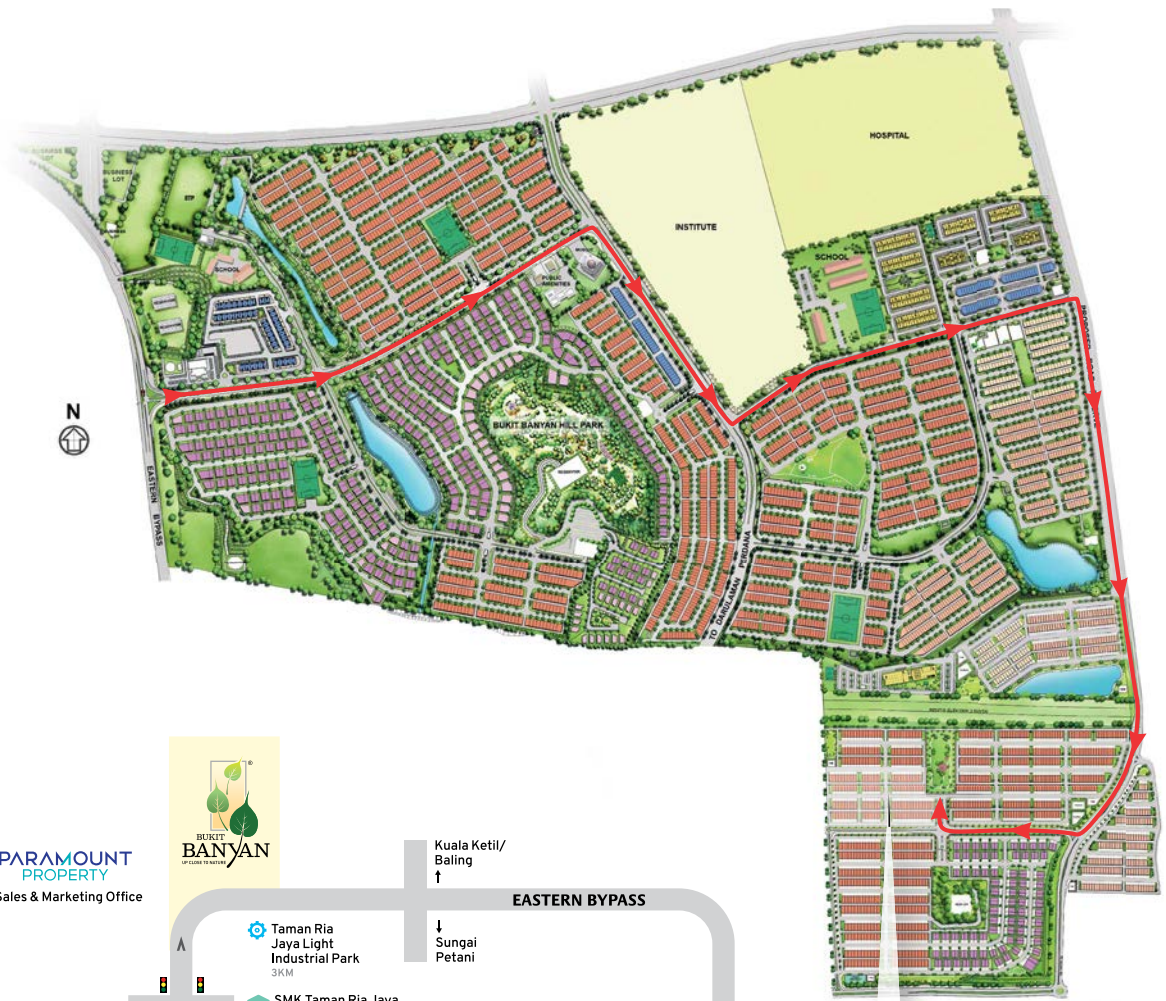 HOSPITAL
BUSINESS
LOT
STP
INSTITUTE
SCHOOL
SCHOOL
PUBLIC
AMENITIES
N
BUKIT BANYAN HILL PARK
RESERVOIR
EASTERN BYPASS
TO DARULAMAN PERDANA
®
BUKIT
BANYAN
UP CLOSE TO NATURE
PARAMOUNT
PROPERTY
Sales & Marketing Office
Kuala Ketil/
Baling
EASTERN BYPASS
Taman Ria
Jaya Light
Industrial Park
3KM
Sungai
Petani
SMK Taman Ria Jaya